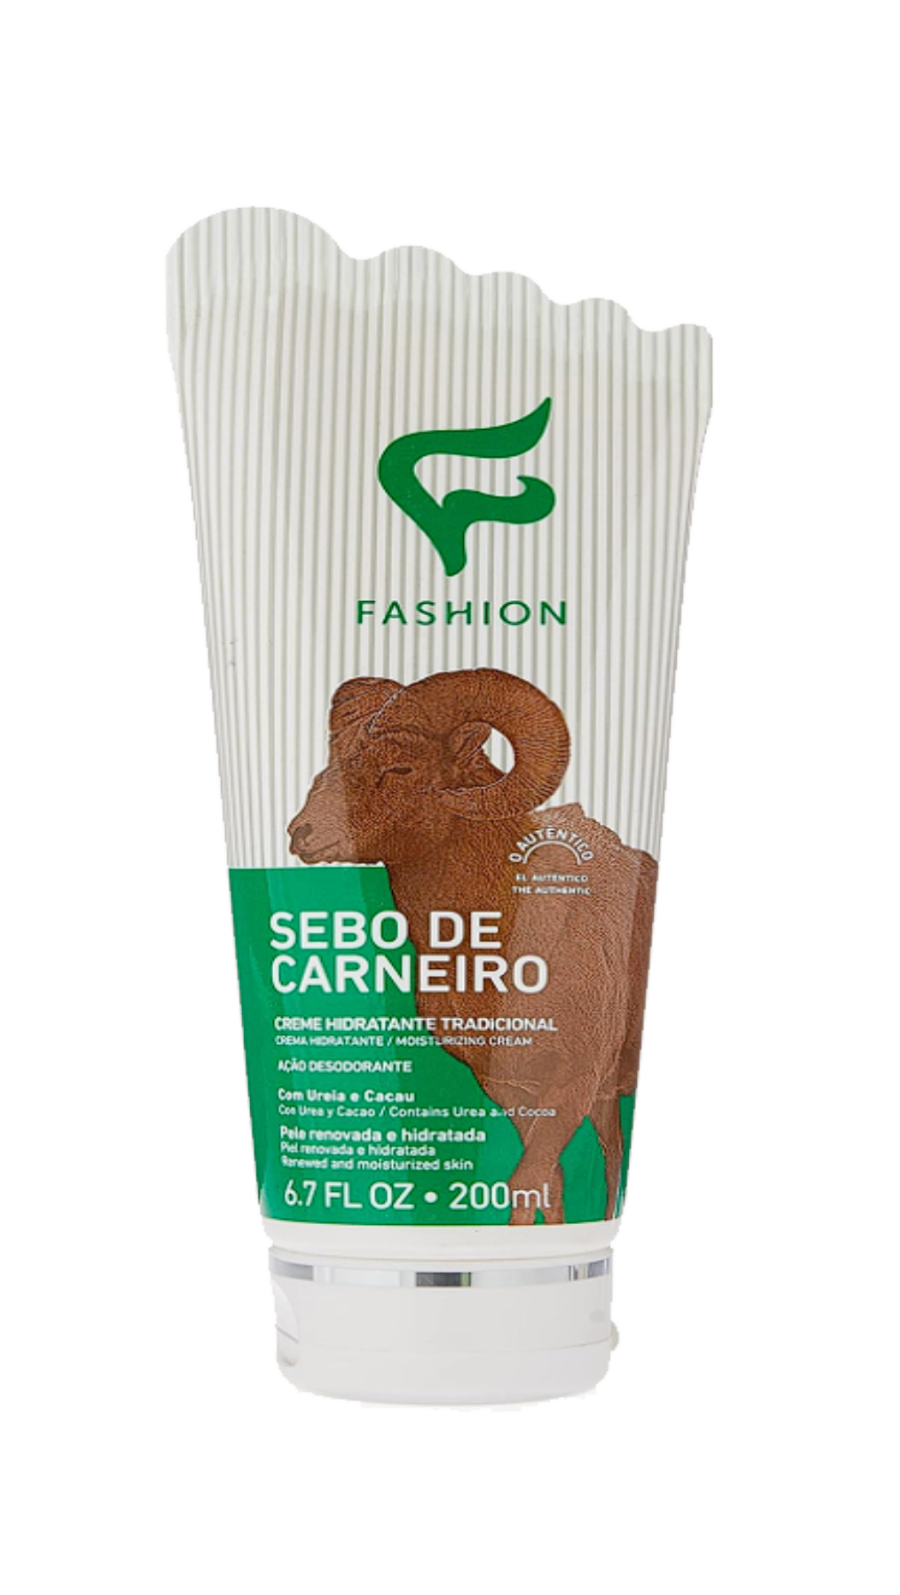 FASHION
O AUTÊNTICO
EL AUTENTICO
THE AUTHENTIC
SEBO DE
CARNEIRO
CREME HIDRATANTE TRADICIONAL
CREMA HIDRATANTE / MOISTURIZING CREAM
AÇÃO DESODORANTE
Com Ureia e Cacau
Con Urea y Cacao / Contains Urea and Cocoa
Pele renovada e hidratada
Piel renovada e hidratada
Renewed and moisturized skin
6.7 FL OZ • 200ml